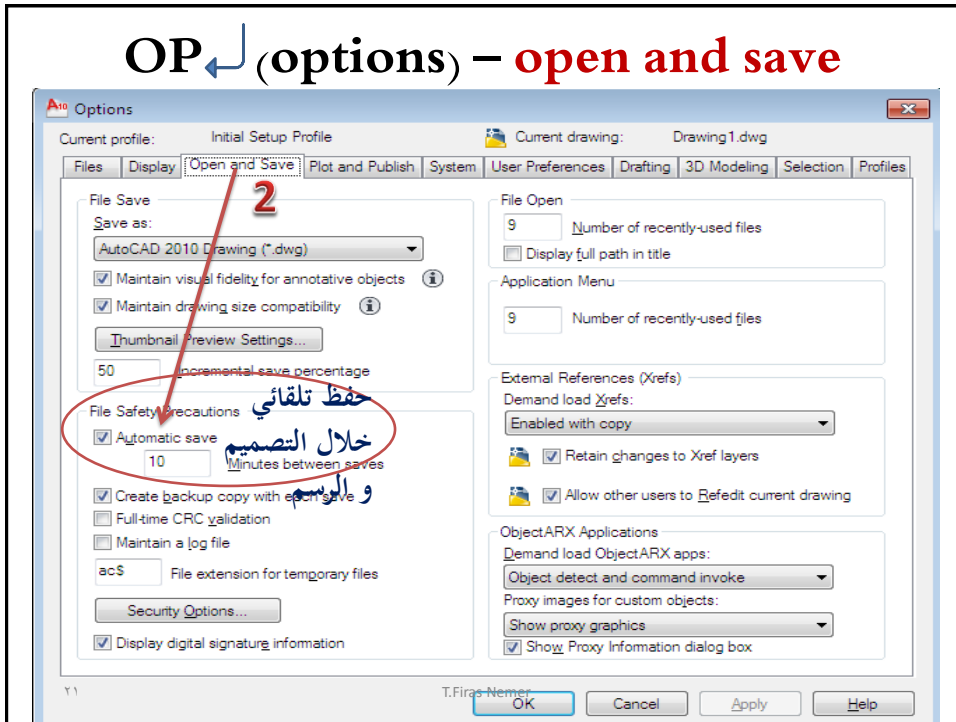 OP (options) – open and save
A10 Options
Current profile: Initial Setup Profile Current drawing: Drawing1.dwg
Files Display Open and Save Plot and Publish System User Preferences Drafting 3D Modeling Selection Profiles
2
File Save
Save as:
AutoCAD 2010 Drawing (*.dwg)
Maintain visual fidelity for annotative objects
Maintain drawing size compatibility
Thumbnail Preview Settings...
50 Incremental save percentage
حفظ تلقائي
خلال التصميم
و الرسم
File Safety Precautions
Automatic save
10 Minutes between saves
Create backup copy with each save
Full-time CRC validation
Maintain a log file
ac$ File extension for temporary files
Security Options...
Display digital signature information
File Open
9 Number of recently-used files
Display full path in title
Application Menu
9 Number of recently-used files
External References (Xrefs)
Demand load Xrefs:
Enabled with copy
Retain changes to Xref layers
Allow other users to Refedit current drawing
ObjectARX Applications
Demand load ObjectARX apps:
Object detect and command invoke
Proxy images for custom objects:
Show proxy graphics
Show Proxy Information dialog box
٢١ T.Firas Nemer
OK Cancel Apply Help